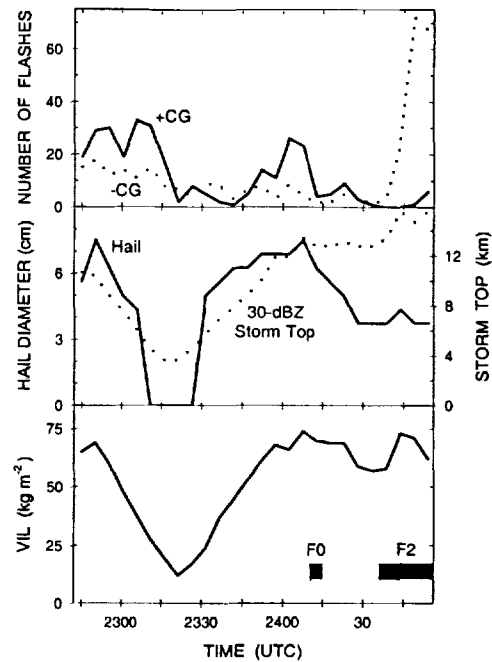 NUMBER OF FLASHES
60
40
20
0
+CG
-CG
HAIL DIAMETER (cm)
6
3
0
Hail
30-dBZ
Storm Top
12
8
4
0
STORM TOP (km)
VIL (kg m-2)
75
50
25
0
F0
F2
2300
2330
2400
30
TIME (UTC)